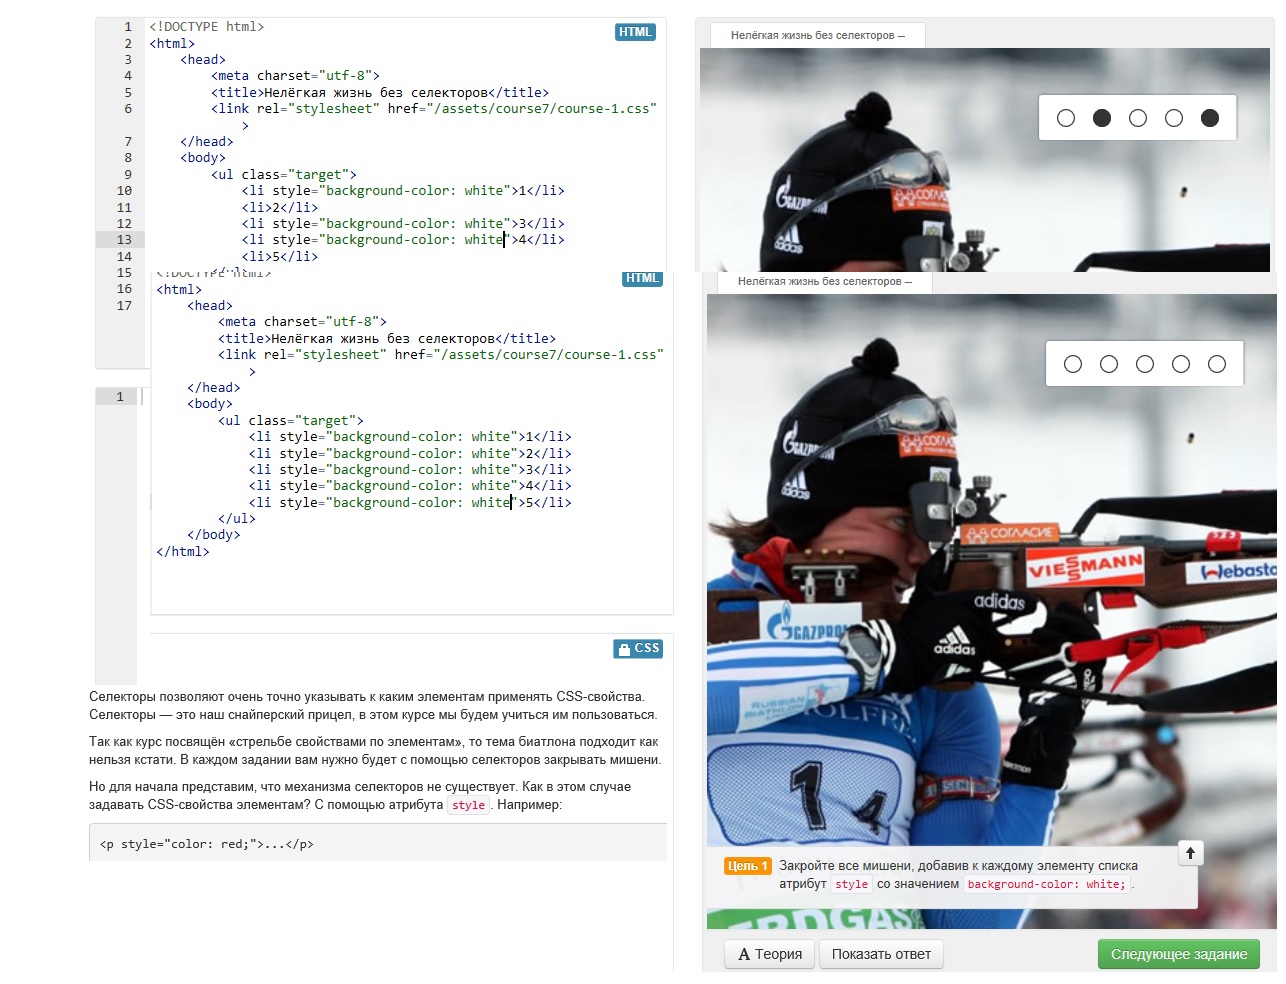 1 <!DOCTYPE html>
HTML
2 <html>
3 <head>
4 <meta charset="utf-8">
5 <title>Нелёгкая жизнь без селекторов</title>
6 <link rel="stylesheet" href="/assets/course7/course-1.css"
>
7 </head>
8 <body>
9 <ul class="target">
10 <li style="background-color: white">1</li>
11 <li>2</li>
12 <li style="background-color: white">3</li>
13 <li style="background-color: white">4</li>
14 <li>5</li>
15 <!DOCTYPE html>
HTML
16 <html>
17 <head>
<meta charset="utf-8">
<title>Нелёгкая жизнь без селекторов</title>
<link rel="stylesheet" href="/assets/course7/course-1.css"
>
</head>
1 <body>
<ul class="target">
<li style="background-color: white">1</li>
<li style="background-color: white">2</li>
<li style="background-color: white">3</li>
<li style="background-color: white">4</li>
<li style="background-color: white">5</li>
</ul>
</body>
</html>
CSS
Селекторы позволяют очень точно указывать к каким элементам применять CSS-свойства.
Селекторы — это наш снайперский прицел, в этом курсе мы будем учиться им пользоваться.
Так как курс посвящён «стрельбе свойствами по элементам», то тема биатлона подходит как
нельзя кстати. В каждом задании вам нужно будет с помощью селекторов закрывать мишени.
Но для начала представим, что механизма селекторов не существует. Как в этом случае
задавать CSS-свойства элементам? С помощью атрибута style. Например:
<p style="color: red;">...</p>
Нелёгкая жизнь без селекторов —
GAZPROM
СОГЛАСИЕ
adidas
Нелёгкая жизнь без селекторов —
GAZPROM
СОГЛАСИЕ
adidas
СОГЛАСИЕ
VIESSMANN
Webasto
adidas
GAZPROM
adidas
RUSSIAN
BIATHLON
14
Цель 1 Закройте все мишени, добавив к каждому элементу списка
атрибут style со значением background-color: white; .
ERDGAS
А Теория
Показать ответ
Следующее задание